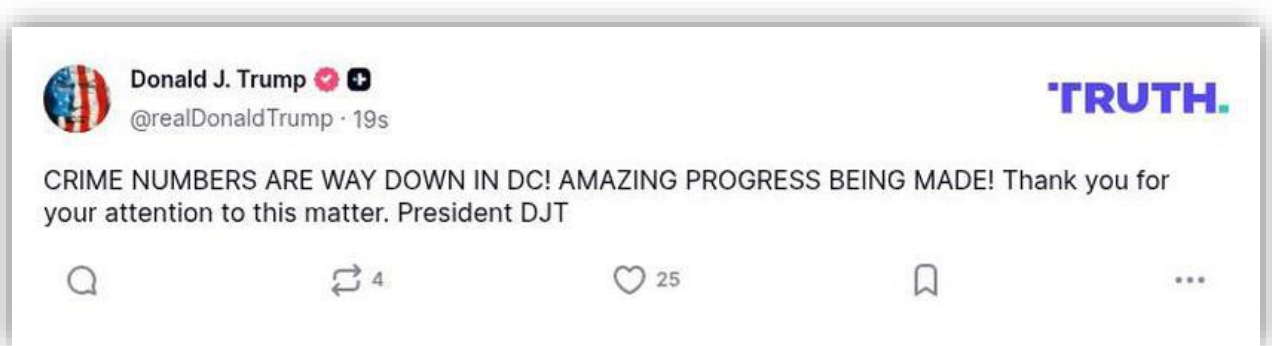 Donald J. Trump
@realDonaldTrump · 19s
TRUTH.
CRIME NUMBERS ARE WAY DOWN IN DC! AMAZING PROGRESS BEING MADE! Thank you for
your attention to this matter. President DJT
4
25